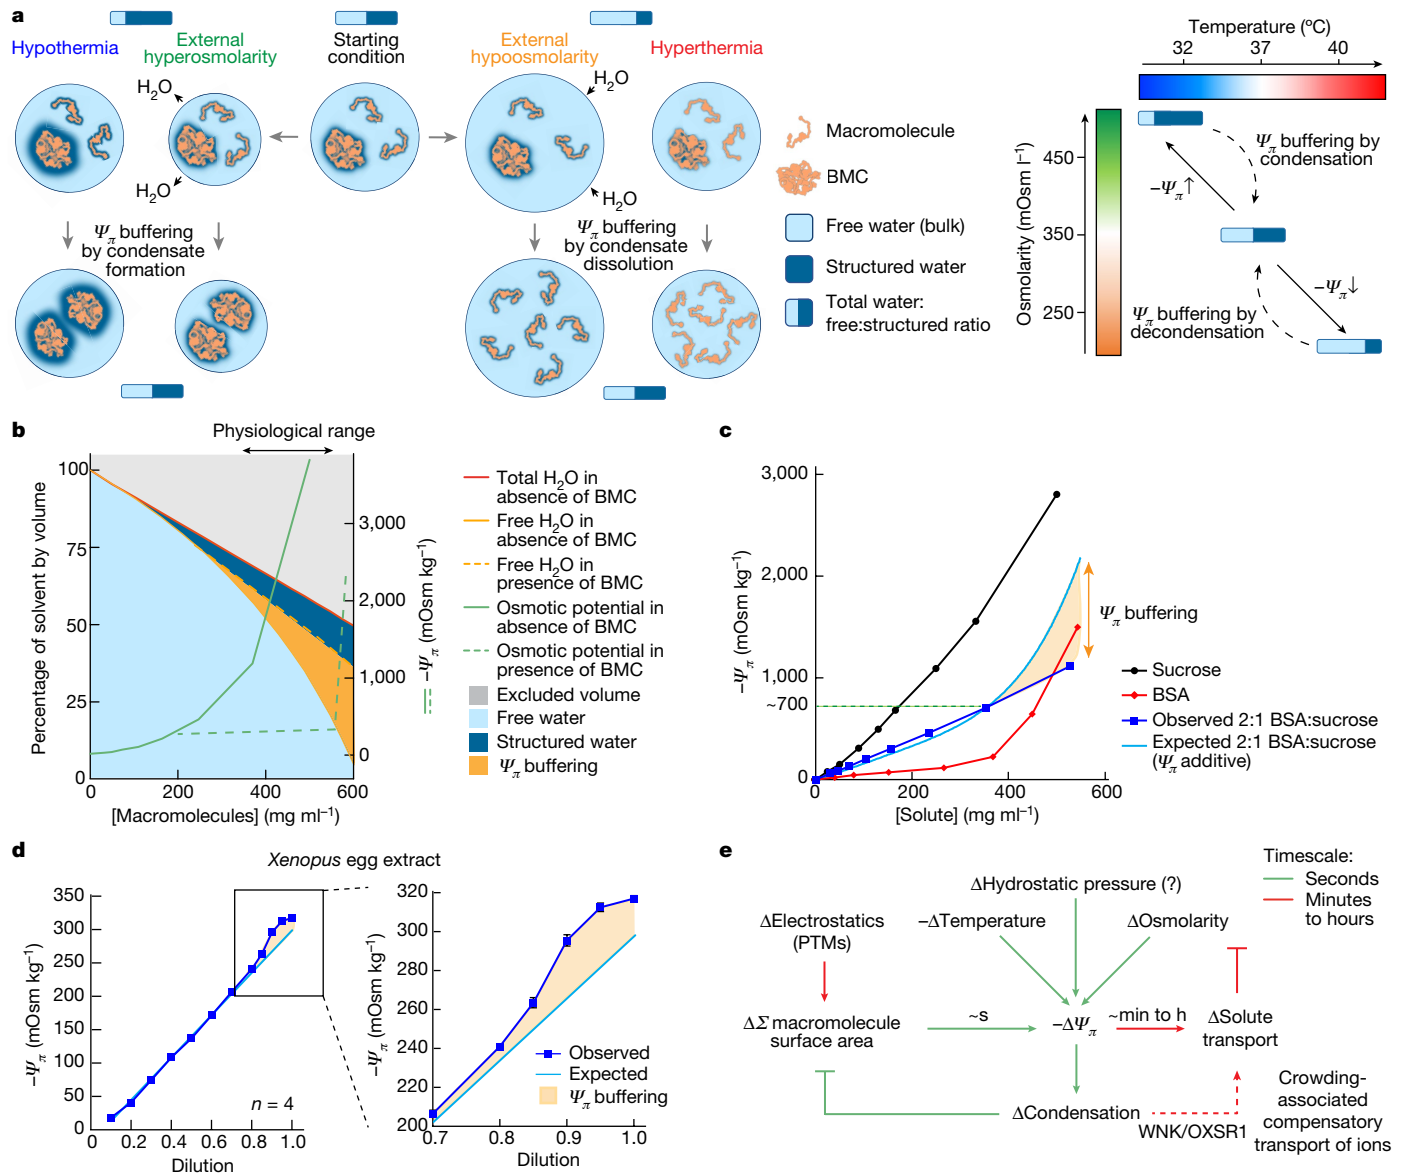 a
Hypothermia
External
hyperosmolarity
Starting
condition
External
hypoosmolarity
Hyperthermia
H2O
H2O
H2O
H2O
Ψπ buffering
by condensate
formation
Ψπ buffering
by condensate
dissolution
Macromolecule
BMC
Free water (bulk)
Structured water
Total water:
free:structured ratio
Temperature (ºC)
32 37 40
Osmolarity (mOsm l–1)
450
350
250
Ψπ buffering by
condensation
–Ψπ↑
–Ψπ↓
Ψπ buffering by
decondensation
b
Physiological range
Percentage of solvent by volume
100
75
50
25
0
0 200 400 600
[Macromolecules] (mg ml–1)
3,000
2,000
1,000
0
–Ψπ (mOsm kg–1)
Total H2O in
absence of BMC
Free H2O in
absence of BMC
Free H2O in
presence of BMC
Osmotic potential in
absence of BMC
Osmotic potential in
presence of BMC
Excluded volume
Free water
Structured water
Ψπ buffering
c
–Ψπ (mOsm kg–1)
3,000
2,000
1,000
~700
0
0 200 400 600
[Solute] (mg ml–1)
Ψπ buffering
Sucrose
BSA
Observed 2:1 BSA:sucrose
Expected 2:1 BSA:sucrose
(Ψπ additive)
d
Xenopus egg extract
–Ψπ (mOsm kg–1)
350
300
250
200
150
100
50
0
0 0.2 0.4 0.6 0.8 1.0
n = 4
Dilution
–Ψπ (mOsm kg–1)
320
300
280
260
240
220
200
0.7 0.8 0.9 1.0
Dilution
Observed
Expected
Ψπ buffering
e
Timescale:
Seconds
Minutes
to hours
ΔHydrostatic pressure (?)
ΔElectrostatics
(PTMs)
–ΔTemperature
ΔOsmolarity
ΔΣ macromolecule
surface area
~s
–ΔΨπ
~min to h
ΔSolute
transport
ΔCondensation
WNK/OXSR1
Crowding-
associated
compensatory
transport of ions